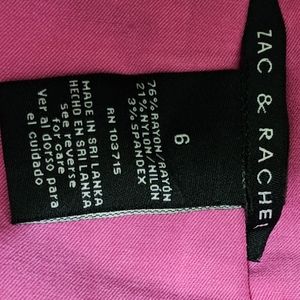 ZAC & RACHE
6
76% RAYON/RAYÓN
21% NYLON/NILÓN
3% SPANDEX
RN 103715
MADE IN SRI LANKA
HECHO EN SRI LANKA
see reverse
for care
Ver al dorso para
el cuidado